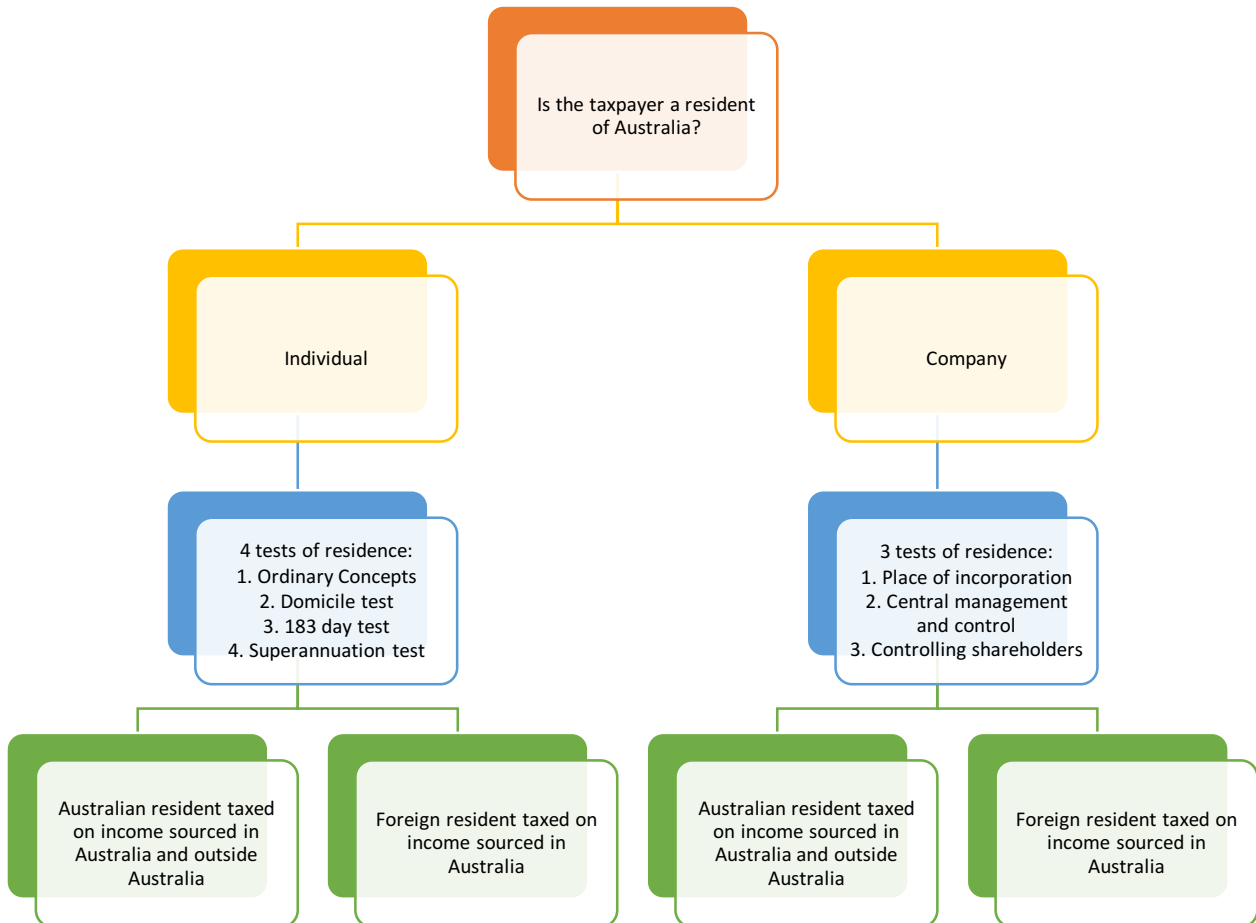 Is the taxpayer a resident
of Australia?
Individual
Company
4 tests of residence:
1. Ordinary Concepts
2. Domicile test
3. 183 day test
4. Superannuation test
3 tests of residence:
1. Place of incorporation
2. Central management
and control
3. Controlling shareholders
Australian resident taxed
on income sourced in
Australia and outside
Australia
Foreign resident taxed on
income sourced in
Australia
Australian resident taxed
on income sourced in
Australia and outside
Australia
Foreign resident taxed on
income sourced in
Australia